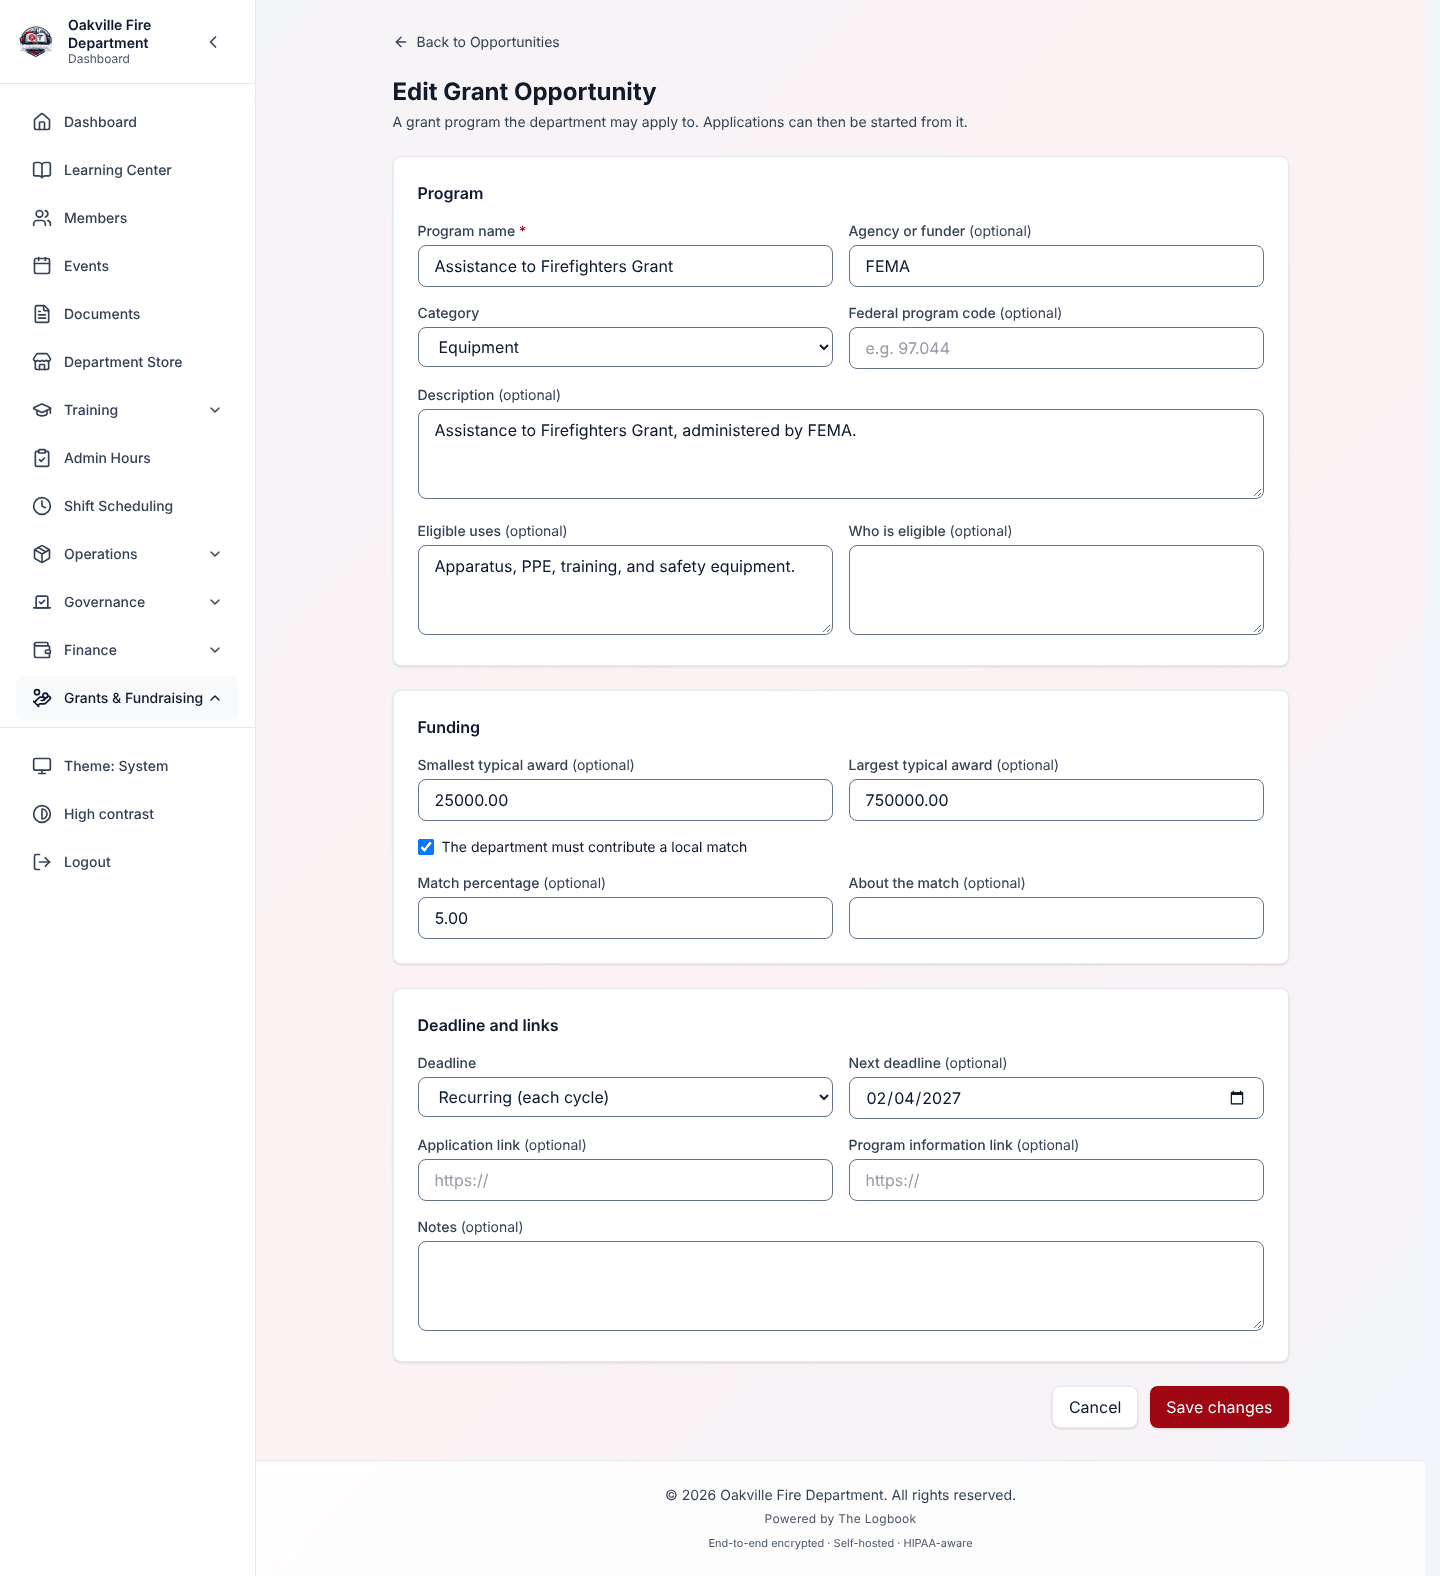 Oakville Fire
Department
Dashboard
Dashboard
Learning Center
Members
Events
Documents
Department Store
Training
Admin Hours
Shift Scheduling
Operations
Governance
Finance
Grants & Fundraising
Theme: System
High contrast
Logout
Back to Opportunities
Edit Grant Opportunity
A grant program the department may apply to. Applications can then be started from it.
Program
Program name *
Agency or funder (optional)
Assistance to Firefighters Grant
FEMA
Category
Federal program code (optional)
Equipment
e.g. 97.044
Description (optional)
Assistance to Firefighters Grant, administered by FEMA.
Eligible uses (optional)
Who is eligible (optional)
Apparatus, PPE, training, and safety equipment.
Funding
Smallest typical award (optional)
Largest typical award (optional)
25000.00
750000.00
The department must contribute a local match
Match percentage (optional)
About the match (optional)
5.00
Deadline and links
Deadline
Next deadline (optional)
Recurring (each cycle)
02/04/2027
Application link (optional)
Program information link (optional)
https://
https://
Notes (optional)
Cancel
Save changes
© 2026 Oakville Fire Department. All rights reserved.
Powered by The Logbook
End-to-end encrypted · Self-hosted · HIPAA-aware